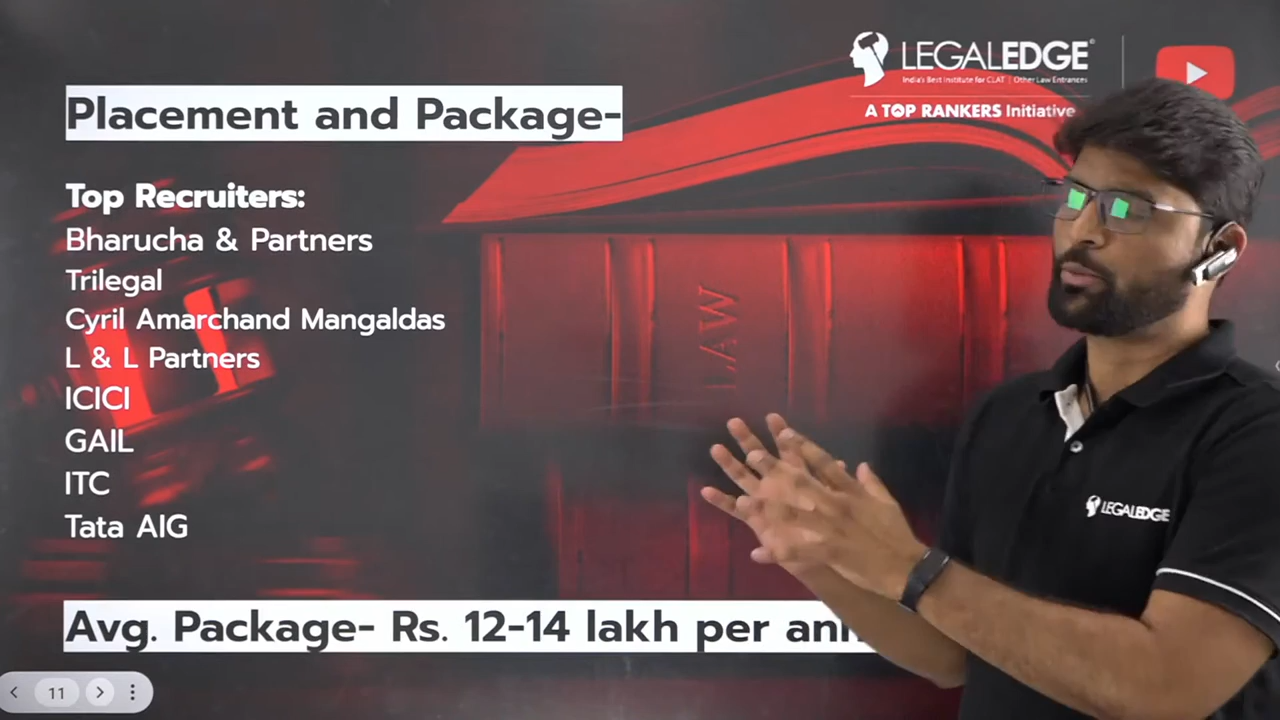 LEGALEDGE
India's Best Institute for CLAT | Other Law Entrances
A TOP RANKERS Initiative
Placement and Package-
Top Recruiters:
Bharucha & Partners
Trilegal
Cyril Amarchand Mangaldas
L & L Partners
ICICI
GAIL
ITC
Tata AIG
LAW
LEGALEDGE
Avg. Package- Rs. 12-14 lakh per
11